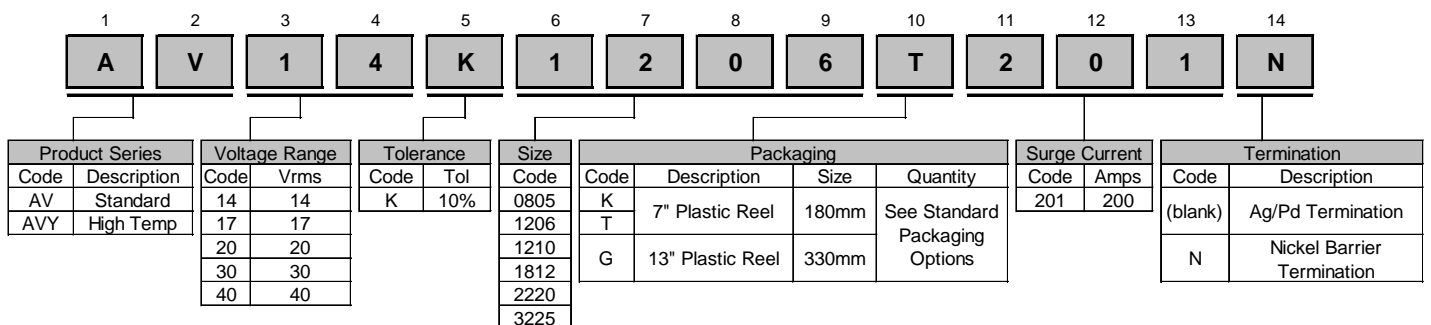 1 2 3 4 5 6 7 8 9 10 11 12 13 14
A V 1 4 K 1 2 0 6 T 2 0 1 N
Product Series
Code Description
AV Standard
AVY High Temp
Voltage Range
Code Vrms
14 14
17 17
20 20
30 30
40 40
Tolerance
Code Tol
K 10%
Size
Code
0805
1206
1210
1812
2220
3225
Packaging
Code Description Size Quantity
K
T
7" Plastic Reel 180mm
G 13" Plastic Reel 330mm
See Standard
Packaging
Options
Surge Current
Code Amps
201 200
Termination
Code Description
(blank) Ag/Pd Termination
N Nickel Barrier
Termination